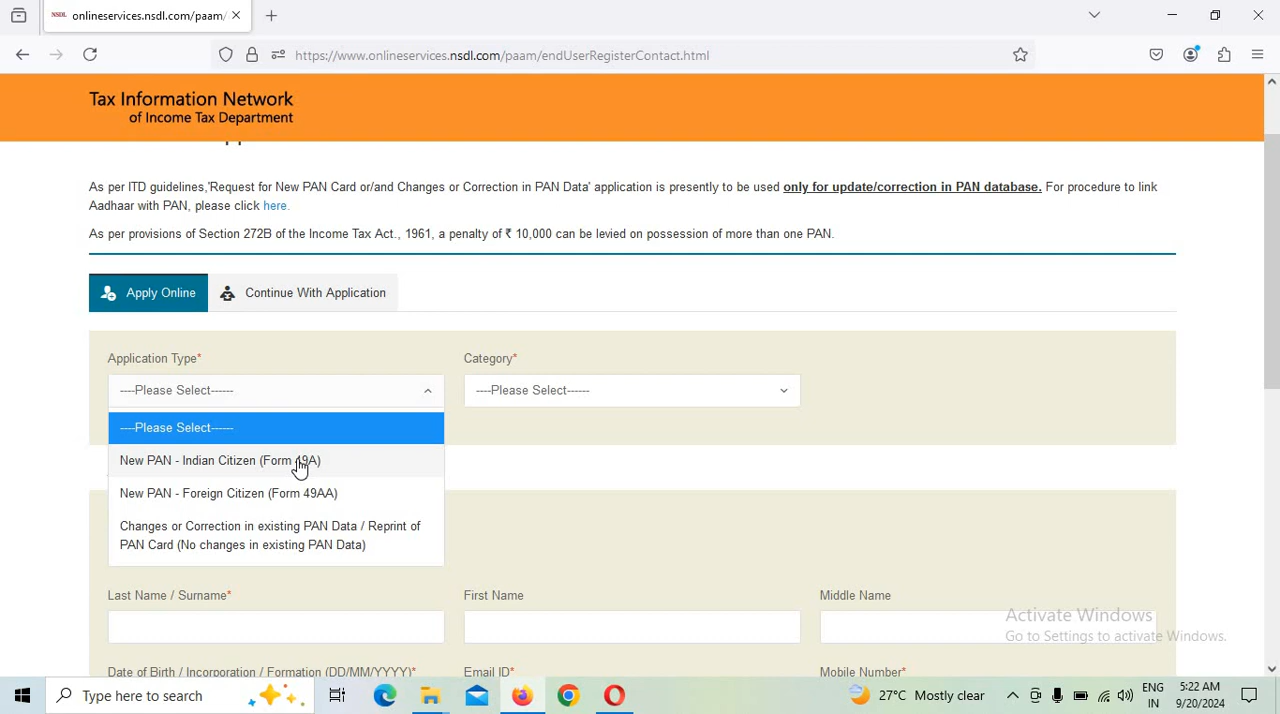 NSDL onlineservices.nsdl.com/paam/
https://www.onlineservices.nsdl.com/paam/endUserRegisterContact.html
Tax Information Network
of Income Tax Department
As per ITD guidelines,'Request for New PAN Card or/and Changes or Correction in PAN Data' application is presently to be used only for update/correction in PAN database. For procedure to link
Aadhaar with PAN, please click here.
As per provisions of Section 272B of the Income Tax Act., 1961, a penalty of ₹ 10,000 can be levied on possession of more than one PAN.
Apply Online Continue With Application
Application Type* Category*
----Please Select------ ----Please Select------
----Please Select------
New PAN - Indian Citizen (Form 49A)
New PAN - Foreign Citizen (Form 49AA)
Changes or Correction in existing PAN Data / Reprint of
PAN Card (No changes in existing PAN Data)
Last Name / Surname* First Name Middle Name
Activate Windows
Go to Settings to activate Windows.
Date of Birth / Incorporation / Formation (DD/MM/YYYY)* Email ID* Mobile Number*
Type here to search 27°C Mostly clear ENG 5:22 AM
IN 9/20/2024